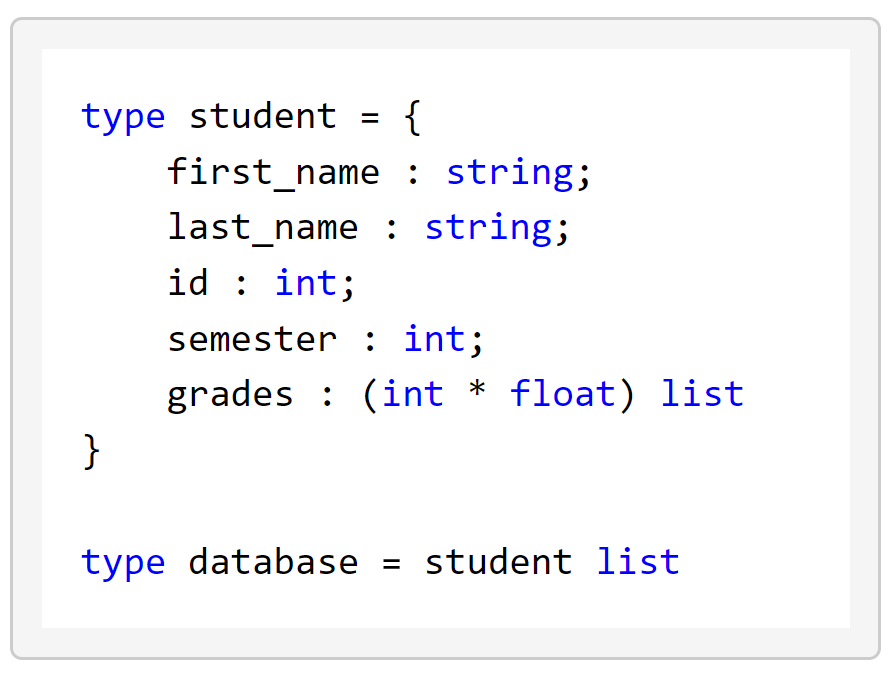 type student = {
    first_name : string;
    last_name : string;
    id : int;
    semester : int;
    grades : (int * float) list
}
type database = student list